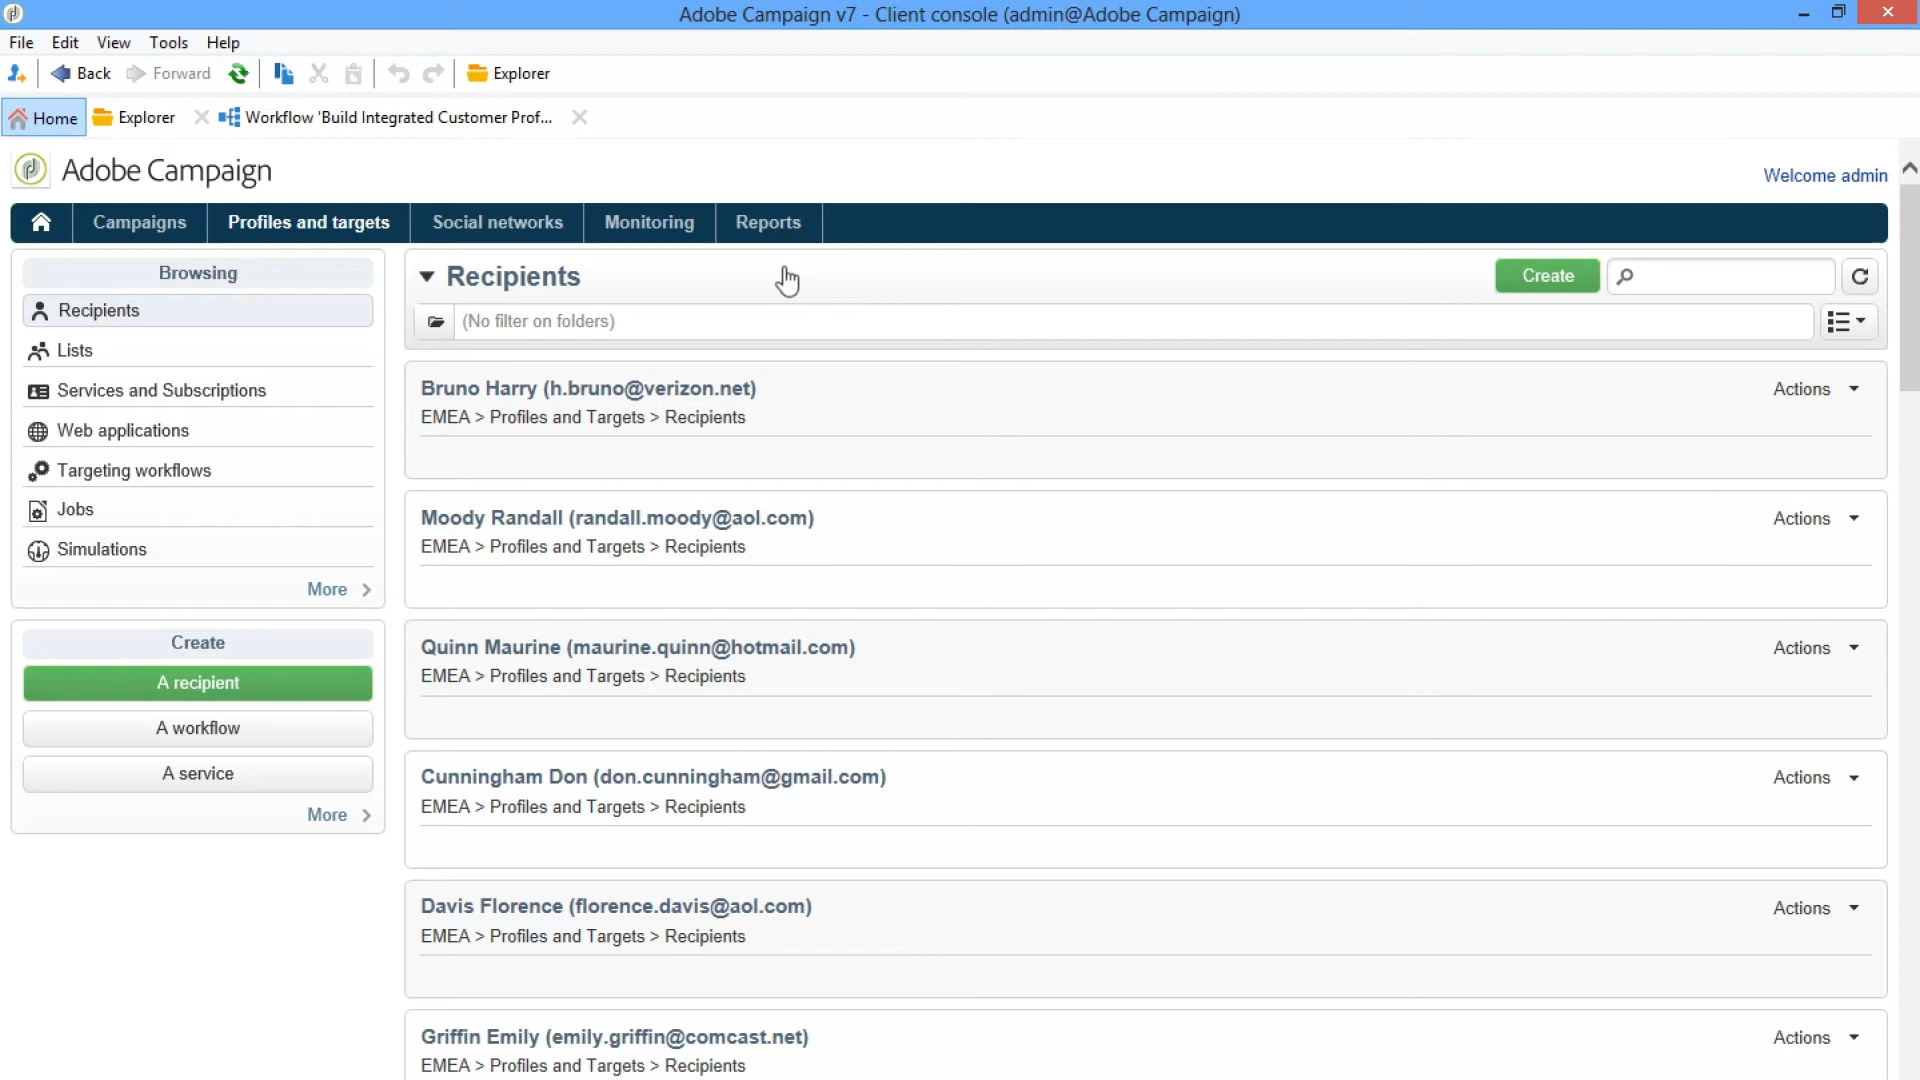 Adobe Campaign v7 - Client console (admin@Adobe Campaign)
File Edit View Tools Help
Back Forward Explorer
Home Explorer Workflow 'Build Integrated Customer Prof...
Adobe Campaign
Welcome admin
Campaigns Profiles and targets Social networks Monitoring Reports
Browsing
Recipients
Lists
Services and Subscriptions
Web applications
Targeting workflows
Jobs
Simulations
More
Create
A recipient
A workflow
A service
More
Recipients
Create
(No filter on folders)
Bruno Harry (h.bruno@verizon.net) Actions
EMEA > Profiles and Targets > Recipients
Moody Randall (randall.moody@aol.com) Actions
EMEA > Profiles and Targets > Recipients
Quinn Maurine (maurine.quinn@hotmail.com) Actions
EMEA > Profiles and Targets > Recipients
Cunningham Don (don.cunningham@gmail.com) Actions
EMEA > Profiles and Targets > Recipients
Davis Florence (florence.davis@aol.com) Actions
EMEA > Profiles and Targets > Recipients
Griffin Emily (emily.griffin@comcast.net) Actions
EMEA > Profiles and Targets > Recipients